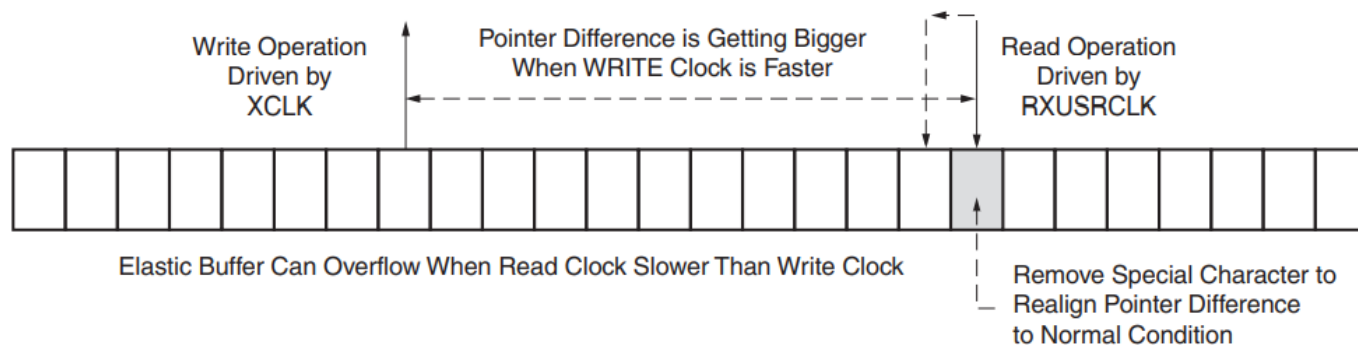 Write Operation
Driven by
XCLK
Pointer Difference is Getting Bigger
When WRITE Clock is Faster
Read Operation
Driven by
RXUSRCLK
Elastic Buffer Can Overflow When Read Clock Slower Than Write Clock
Remove Special Character to
Realign Pointer Difference
to Normal Condition